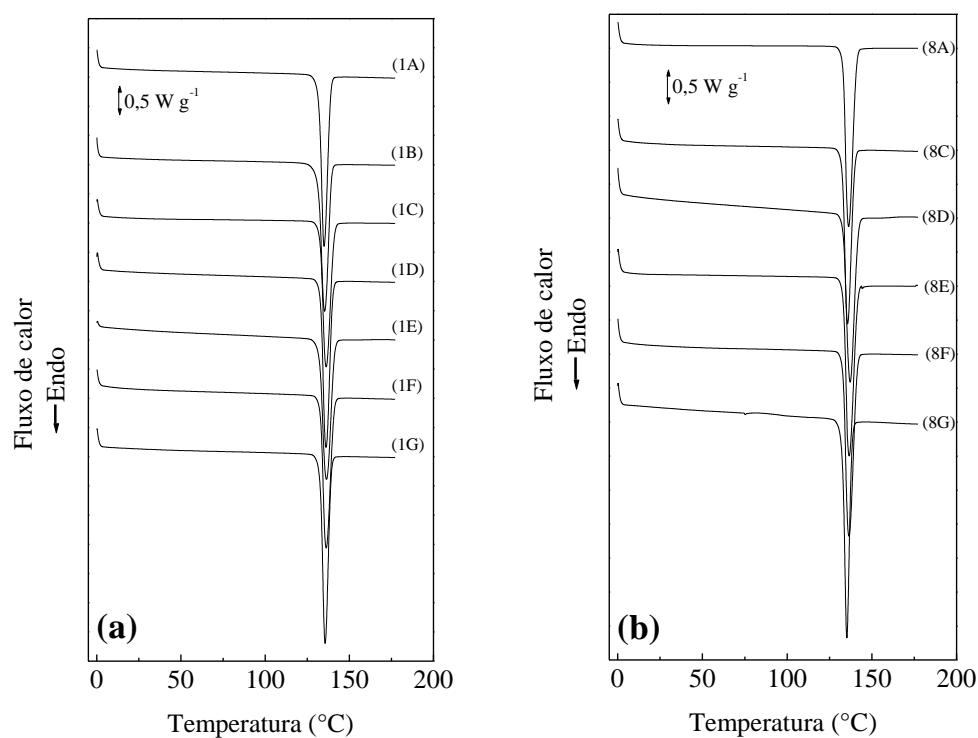 (1A)
0,5 W g⁻¹
(1B)
(1C)
(1D)
(1E)
(1F)
(1G)
Fluxo de calor
Endo
(a)
0 50 100 150 200
Temperatura (°C)
(8A)
0,5 W g⁻¹
(8C)
(8D)
(8E)
(8F)
(8G)
Fluxo de calor
Endo
(b)
0 50 100 150 200
Temperatura (°C)